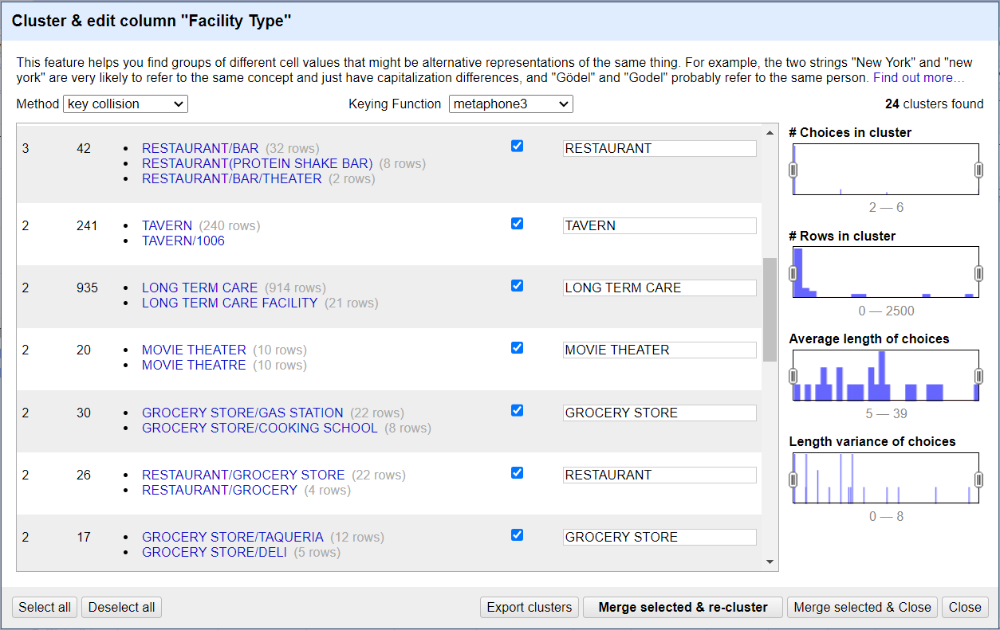 Cluster & edit column "Facility Type"
This feature helps you find groups of different cell values that might be alternative representations of the same thing. For example, the two strings "New York" and "new
york" are very likely to refer to the same concept and just have capitalization differences, and "Gödel" and "Godel" probably refer to the same person. Find out more…
Method key collision Keying Function metaphone3 24 clusters found
3 42 • RESTAURANT/BAR (32 rows) RESTAURANT
• RESTAURANT(PROTEIN SHAKE BAR) (8 rows)
• RESTAURANT/BAR/THEATER (2 rows)
2 241 • TAVERN (240 rows) TAVERN
• TAVERN/1006
2 935 • LONG TERM CARE (914 rows) LONG TERM CARE
• LONG TERM CARE FACILITY (21 rows)
2 20 • MOVIE THEATER (10 rows) MOVIE THEATER
• MOVIE THEATRE (10 rows)
2 30 • GROCERY STORE/GAS STATION (22 rows) GROCERY STORE
• GROCERY STORE/COOKING SCHOOL (8 rows)
2 26 • RESTAURANT/GROCERY STORE (22 rows) RESTAURANT
• RESTAURANT/GROCERY (4 rows)
2 17 • GROCERY STORE/TAQUERIA (12 rows) GROCERY STORE
• GROCERY STORE/DELI (5 rows)
# Choices in cluster
2 — 6
# Rows in cluster
0 — 2500
Average length of choices
5 — 39
Length variance of choices
0 — 8
Select all Deselect all Export clusters Merge selected & re-cluster Merge selected & Close Close